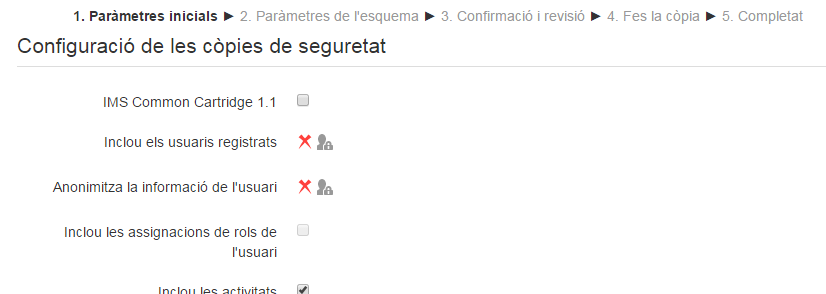 1. Paràmetres inicials ► 2. Paràmetres de l'esquema ► 3. Confirmació i revisió ► 4. Fes la còpia ► 5. Completat
Configuració de les còpies de seguretat
IMS Common Cartridge 1.1
Inclou els usuaris registrats
Anonimitza la informació de l'usuari
Inclou les assignacions de rols de
l'usuari
Inclou les activitats